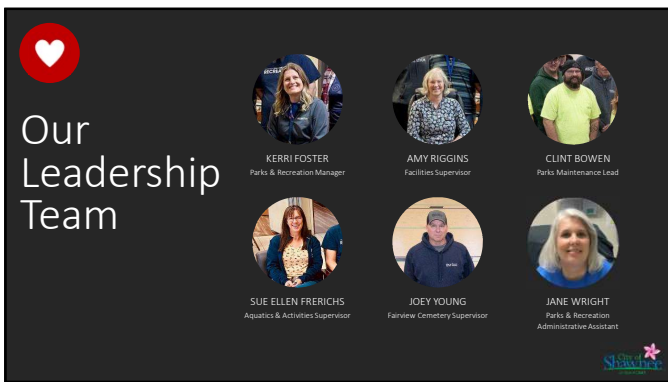 Our
Leadership
Team
KERRI FOSTER
Parks & Recreation Manager
AMY RIGGINS
Facilities Supervisor
CLINT BOWEN
Parks Maintenance Lead
SUE ELLEN FRERICHS
Aquatics & Activities Supervisor
JOEY YOUNG
Fairview Cemetery Supervisor
JANE WRIGHT
Parks & Recreation
Administrative Assistant
City of
Shawnee